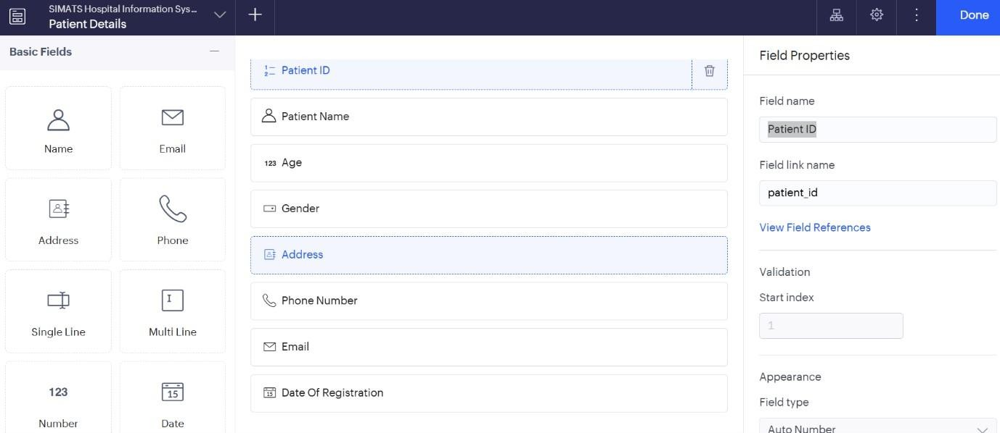 SIMATS Hospital Information Sys...
Patient Details
Done
Basic Fields
Name
Email
Address
Phone
Single Line
Multi Line
123
Number
15
Date
1
2
Patient ID
Patient Name
123 Age
Gender
Address
Phone Number
Email
15 Date Of Registration
Field Properties
Field name
Patient ID
Field link name
patient_id
View Field References
Validation
Start index
1
Appearance
Field type
Auto Number